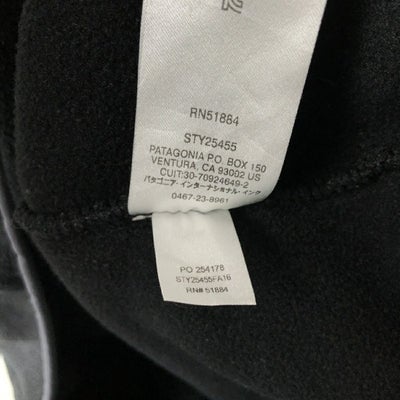 RN51884
STY25455
PATAGONIA P.O. BOX 150
VENTURA, CA 93002 US
CUIT:30-70924649-2
パタゴニア・インターナショナル・インク
0467-23-8961
PO 254178
STY25455FA16
RN# 51884